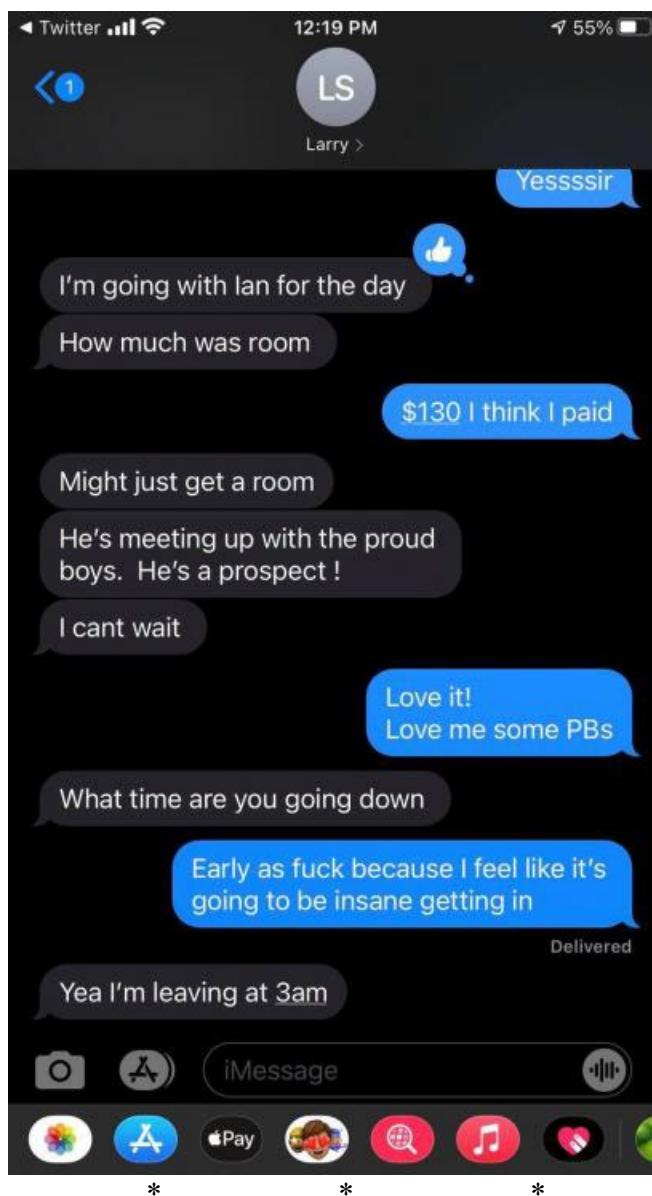 ◀ Twitter
12:19 PM
55%
1
LS
Larry >
Yessssir
I'm going with Ian for the day
How much was room
$130 I think I paid
Might just get a room
He's meeting up with the proud
boys.  He's a prospect !
I cant wait
Love it!
Love me some PBs
What time are you going down
Early as fuck because I feel like it's
going to be insane getting in
Delivered
Yea I'm leaving at 3am
iMessage
Pay
* * *